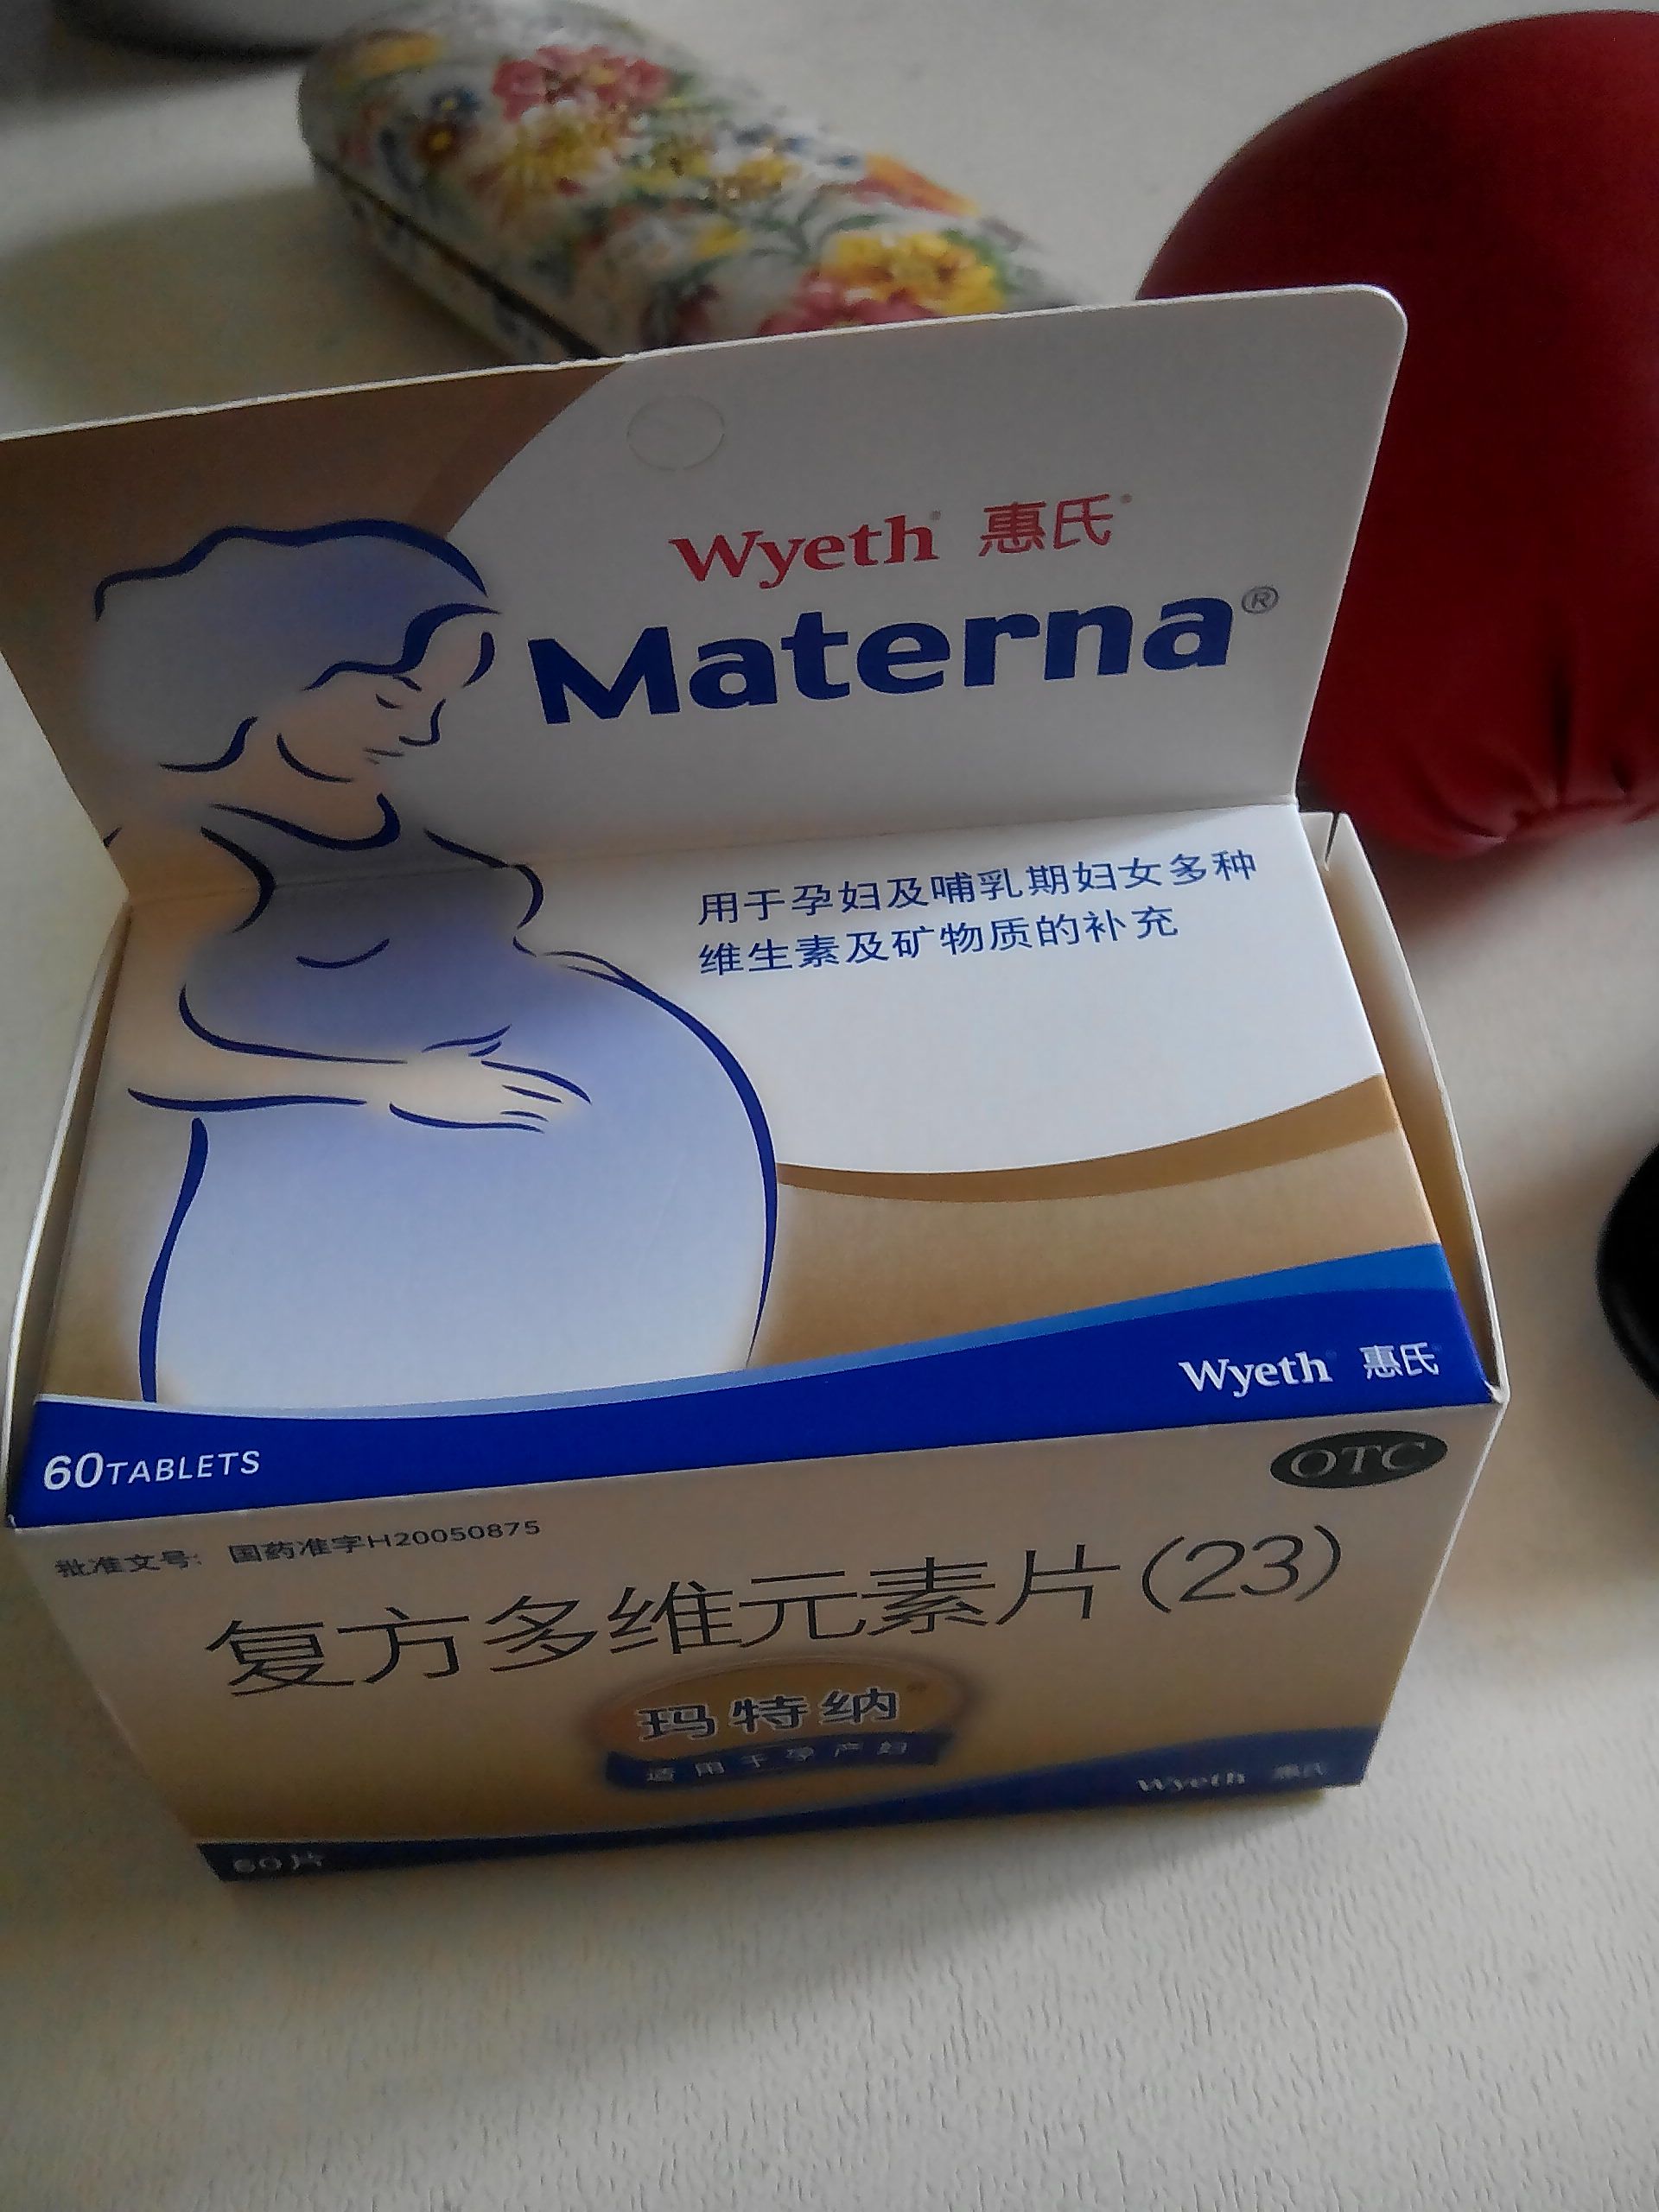 Wyeth 惠氏
Materna®
用于孕妇及哺乳期妇女多种
维生素及矿物质的补充
Wyeth 惠氏
60TABLETS
OTC
批准文号: 国药准字H20050875
复方多维元素片(23)
玛特纳
适用于孕产妇
Wyeth 惠氏
60片